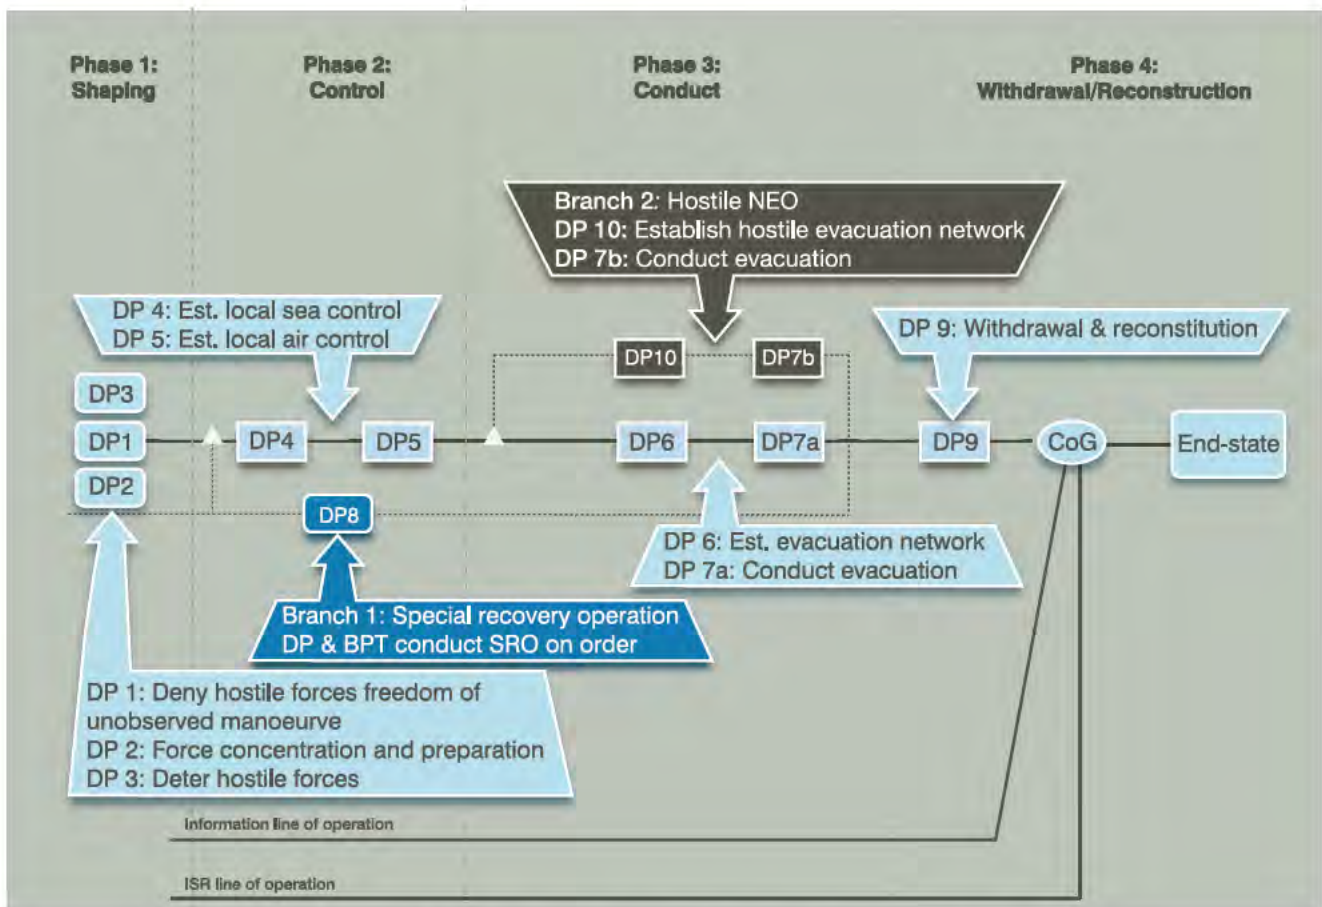 Phase 1:
Shaping
Phase 2:
Control
Phase 3:
Conduct
Phase 4:
Withdrawal/Reconstruction
Branch 2: Hostile NEO
DP 10: Establish hostile evacuation network
DP 7b: Conduct evacuation
DP 4: Est. local sea control
DP 5: Est. local air control
DP 9: Withdrawal & reconstitution
DP10
DP7b
DP3
DP1
DP2
DP4
DP5
DP6
DP7a
DP9
CoG
End-state
DP8
DP 6: Est. evacuation network
DP 7a: Conduct evacuation
Branch 1: Special recovery operation
DP & BPT conduct SRO on order
DP 1: Deny hostile forces freedom of
unobserved manoeurve
DP 2: Force concentration and preparation
DP 3: Deter hostile forces
Information line of operation
ISR line of operation